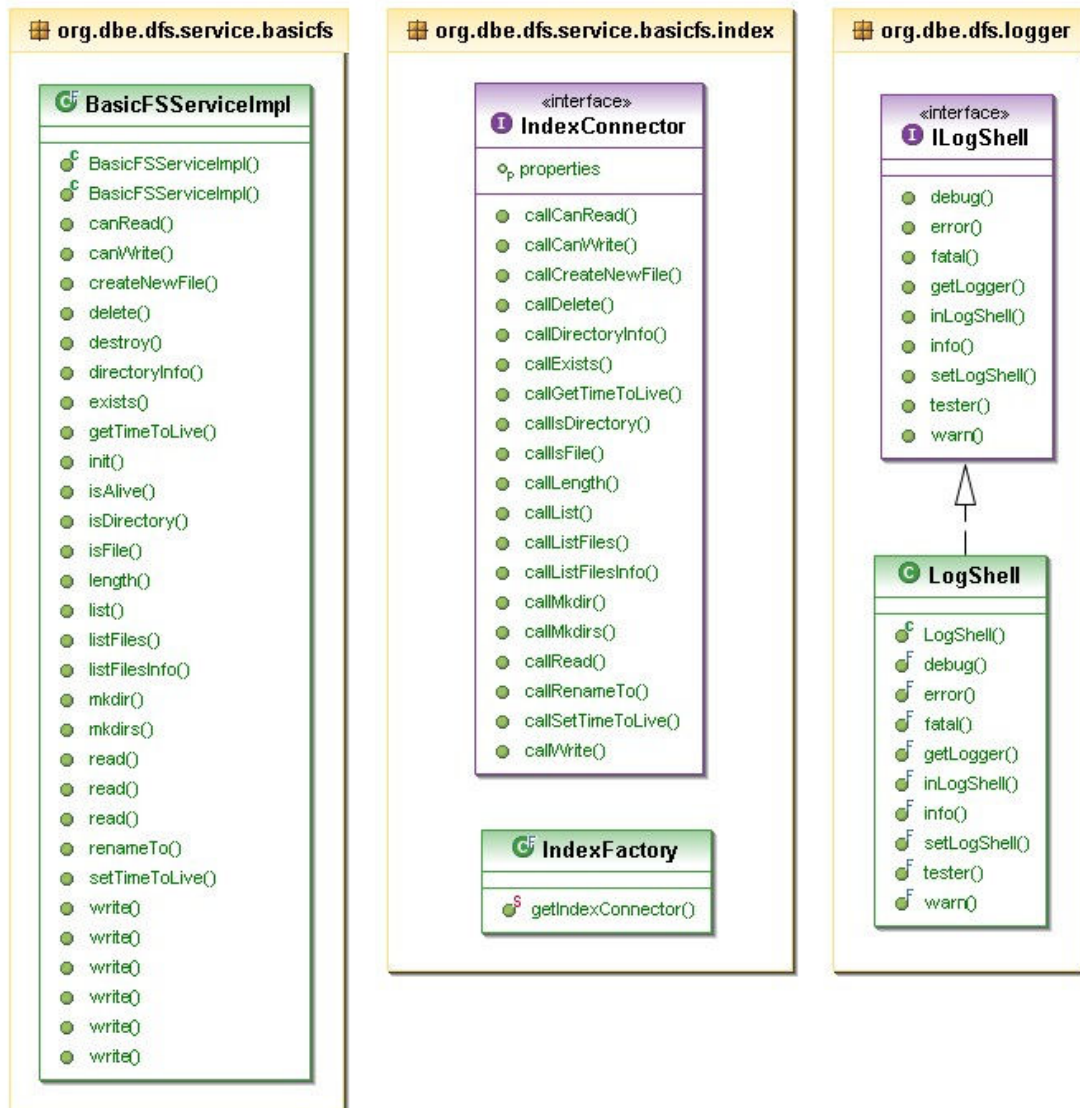 org.dbe.dfs.service.basicfs
BasicFSServiceImpl
BasicFSServiceImpl()
BasicFSServiceImpl()
canRead()
canWrite()
createNewFile()
delete()
destroy()
directoryInfo()
exists()
getTimeToLive()
init()
isAlive()
isDirectory()
isFile()
length()
list()
listFiles()
listFilesInfo()
mkdir()
mkdirs()
read()
read()
read()
renameTo()
setTimeToLive()
write()
write()
write()
write()
write()
write()
org.dbe.dfs.service.basicfs.index
«interface»
IndexConnector
properties
callCanRead()
callCanWrite()
callCreateNewFile()
callDelete()
callDirectoryInfo()
callExists()
callGetTimeToLive()
callIsDirectory()
callIsFile()
callLength()
callList()
callListFiles()
callListFilesInfo()
callMkdir()
callMkdirs()
callRead()
callRenameTo()
callSetTimeToLive()
callWrite()
IndexFactory
getIndexConnector()
org.dbe.dfs.logger
«interface»
ILogShell
debug()
error()
fatal()
getLogger()
inLogShell()
info()
setLogShell()
tester()
warn()
LogShell
LogShell()
debug()
error()
fatal()
getLogger()
inLogShell()
info()
setLogShell()
tester()
warn()